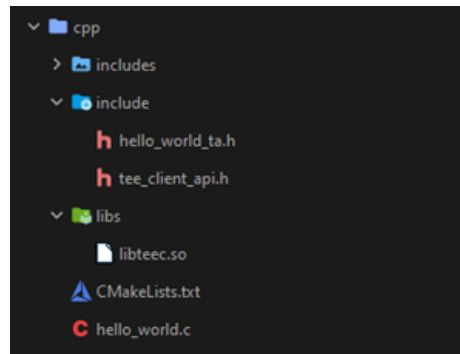 cpp
includes
include
hello_world_ta.h
tee_client_api.h
libs
libteec.so
CMakeLists.txt
hello_world.c